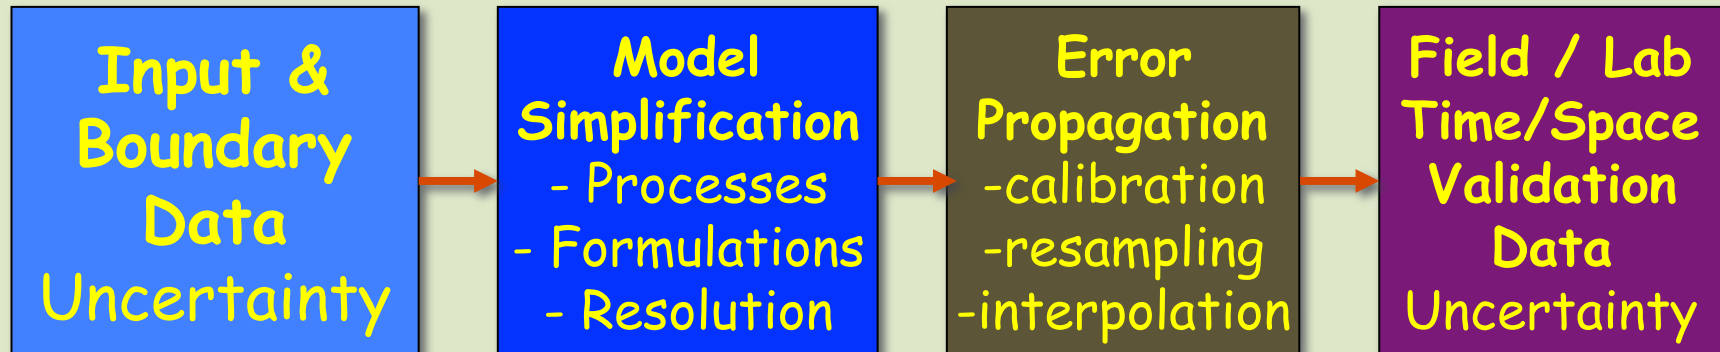 Input &
Boundary
Data
Uncertainty
Model
Simplification
- Processes
- Formulations
- Resolution
Error
Propagation
-calibration
-resampling
-interpolation
Field / Lab
Time/Space
Validation
Data
Uncertainty